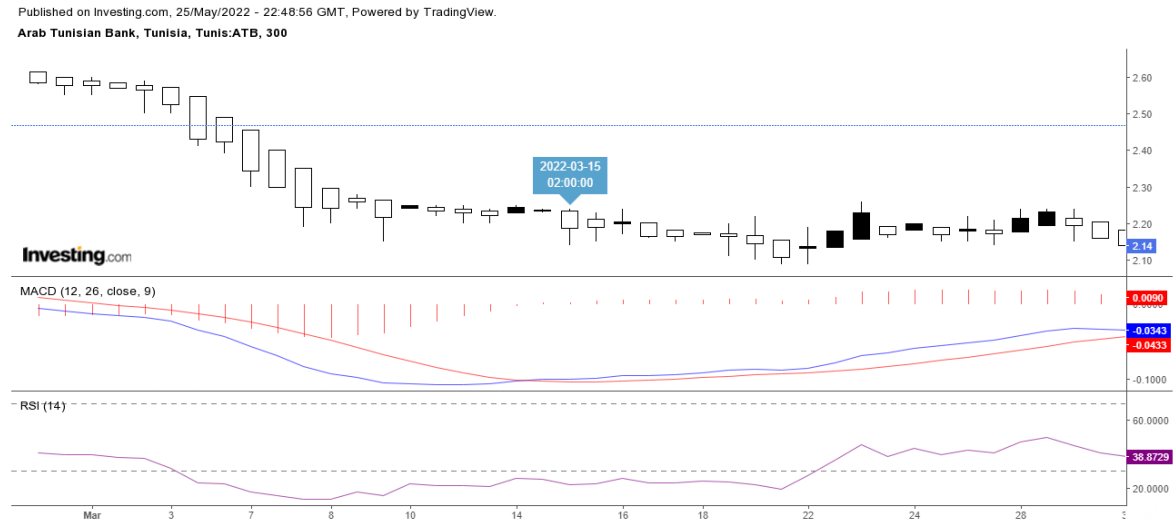 Published on Investing.com, 25/May/2022 - 22:48:56 GMT, Powered by TradingView.
Arab Tunisian Bank, Tunisia, Tunis:ATB, 300
2.60
2.50
2.40
2.30
2.20
2.14
2.10
2022-03-15
02:00:00
Investing.com
MACD (12, 26, close, 9)
0.0090
0.0000
-0.0343
-0.0433
-0.1000
RSI (14)
60.0000
38.8729
20.0000
Mar 3 7 8 10 14 16 18 22 24 28